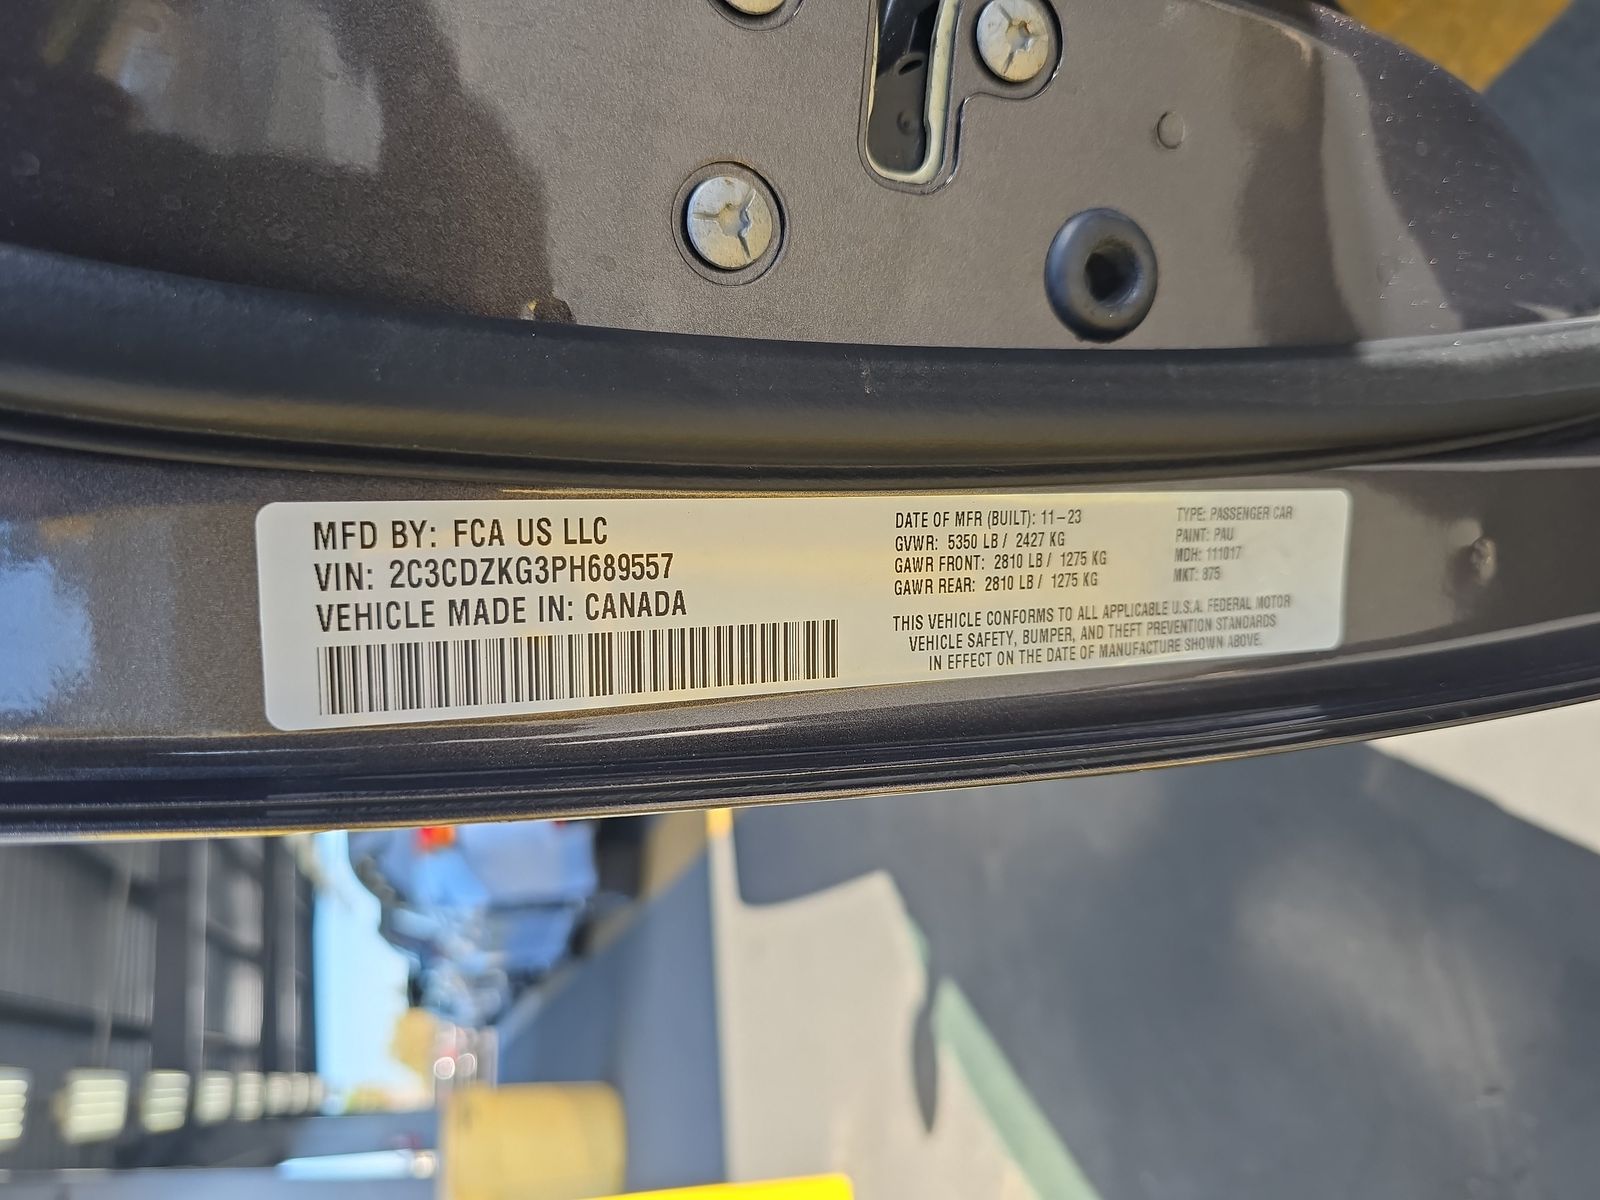 MFD BY: FCA US LLC
VIN: 2C3CDZKG3PH689557
VEHICLE MADE IN: CANADA
DATE OF MFR (BUILT): 11-23
GVWR: 5350 LB / 2427 KG
GAWR FRONT: 2810 LB / 1275 KG
GAWR REAR: 2810 LB / 1275 KG
TYPE: PASSENGER CAR
PAINT: PAU
MDH: 111017
MKT: 875
THIS VEHICLE CONFORMS TO ALL APPLICABLE U.S.A. FEDERAL MOTOR
VEHICLE SAFETY, BUMPER, AND THEFT PREVENTION STANDARDS
IN EFFECT ON THE DATE OF MANUFACTURE SHOWN ABOVE.